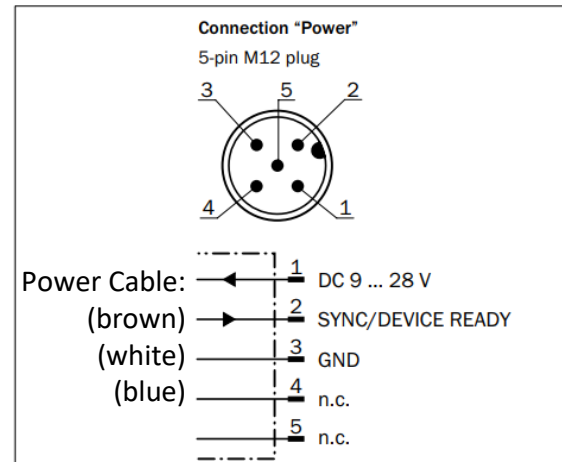 Connection “Power”
5-pin M12 plug
3 5 2
4 1
Power Cable: 1 DC 9 ... 28 V
(brown) 2 SYNC/DEVICE READY
(white) 3 GND
(blue) 4 n.c.
5 n.c.